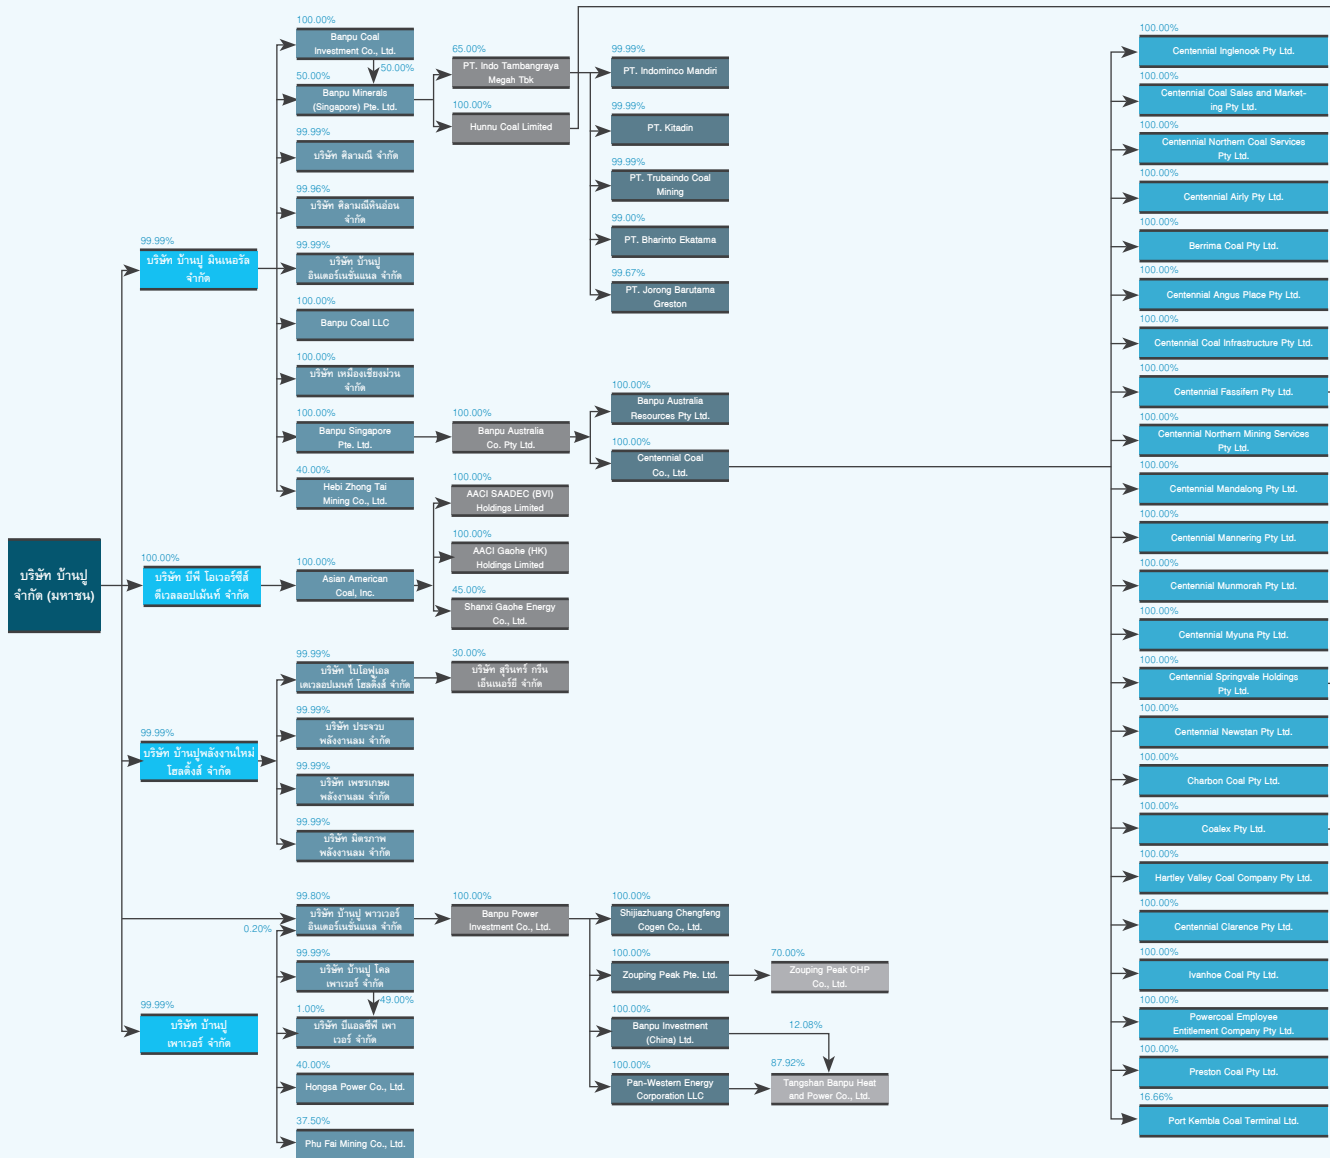 บริษัท บ้านปู
จำกัด (มหาชน)
99.99%
บริษัท บ้านปู มินเนอรัล
จำกัด
100.00%
Banpu Coal
Investment Co., Ltd.
50.00%
50.00%
Banpu Minerals
(Singapore) Pte. Ltd.
99.99%
บริษัท ศิลามณี จำกัด
99.96%
บริษัท ศิลามณีหินอ่อน
จำกัด
99.99%
บริษัท บ้านปู
อินเตอร์เนชั่นแนล จำกัด
100.00%
Banpu Coal LLC
100.00%
บริษัท เหมืองเชียงม่วน
จำกัด
100.00%
Banpu Singapore
Pte. Ltd.
40.00%
Hebi Zhong Tai
Mining Co., Ltd.
65.00%
PT. Indo Tambangraya
Megah Tbk
100.00%
Hunnu Coal Limited
99.99%
PT. Indominco Mandiri
99.99%
PT. Kitadin
99.99%
PT. Trubaindo Coal
Mining
99.00%
PT. Bharinto Ekatama
99.67%
PT. Jorong Barutama
Greston
100.00%
Banpu Australia
Co. Pty Ltd.
100.00%
Banpu Australia
Resources Pty Ltd.
100.00%
Centennial Coal
Co., Ltd.
100.00%
บริษัท บีพี โอเวอร์ซีส์
ดีเวลลอปเม้นท์ จำกัด
100.00%
Asian American
Coal, Inc.
100.00%
AACI SAADEC (BVI)
Holdings Limited
100.00%
AACI Gaohe (HK)
Holdings Limited
45.00%
Shanxi Gaohe Energy
Co., Ltd.
99.99%
บริษัท บ้านปูพลังงานใหม่
โฮลดิ้งส์ จำกัด
99.99%
บริษัท ไบโอฟูเอล
เดเวลอปเมนท์ โฮลดิ้งส์ จำกัด
30.00%
บริษัท สุรินทร์ กรีน
เอ็นเนอร์ยี จำกัด
99.99%
บริษัท ประจวบ
พลังงานลม จำกัด
99.99%
บริษัท เพชรเกษม
พลังงานลม จำกัด
99.99%
บริษัท มิตรภาพ
พลังงานลม จำกัด
99.99%
บริษัท บ้านปู
เพาเวอร์ จำกัด
99.80%
บริษัท บ้านปู พาวเวอร์
อินเตอร์เนชั่นแนล จำกัด
0.20%
99.99%
บริษัท บ้านปู โคล
เพาเวอร์ จำกัด
49.00%
1.00%
บริษัท บีแอลซีพี เพา
เวอร์ จำกัด
40.00%
Hongsa Power Co., Ltd.
37.50%
Phu Fai Mining Co., Ltd.
100.00%
Banpu Power
Investment Co., Ltd.
100.00%
Shijiazhuang Chengfeng
Cogen Co., Ltd.
100.00%
Zouping Peak Pte. Ltd.
70.00%
Zouping Peak CHP
Co., Ltd.
100.00%
Banpu Investment
(China) Ltd.
12.08%
100.00%
Pan-Western Energy
Corporation LLC
87.92%
Tangshan Banpu Heat
and Power Co., Ltd.
100.00%
Centennial Inglenook Pty Ltd.
100.00%
Centennial Coal Sales and Market-
ing Pty Ltd.
100.00%
Centennial Northern Coal Services
Pty Ltd.
100.00%
Centennial Airly Pty Ltd.
100.00%
Berrima Coal Pty Ltd.
100.00%
Centennial Angus Place Pty Ltd.
100.00%
Centennial Coal Infrastructure Pty Ltd.
100.00%
Centennial Fassifern Pty Ltd.
100.00%
Centennial Northern Mining Services
Pty Ltd.
100.00%
Centennial Mandalong Pty Ltd.
100.00%
Centennial Mannering Pty Ltd.
100.00%
Centennial Munmorah Pty Ltd.
100.00%
Centennial Myuna Pty Ltd.
100.00%
Centennial Springvale Holdings
Pty Ltd.
100.00%
Centennial Newstan Pty Ltd.
100.00%
Charbon Coal Pty Ltd.
100.00%
Coalex Pty Ltd.
100.00%
Hartley Valley Coal Company Pty Ltd.
100.00%
Centennial Clarence Pty Ltd.
100.00%
Ivanhoe Coal Pty Ltd.
100.00%
Powercoal Employee
Entitlement Company Pty Ltd.
100.00%
Preston Coal Pty Ltd.
16.66%
Port Kembla Coal Terminal Ltd.